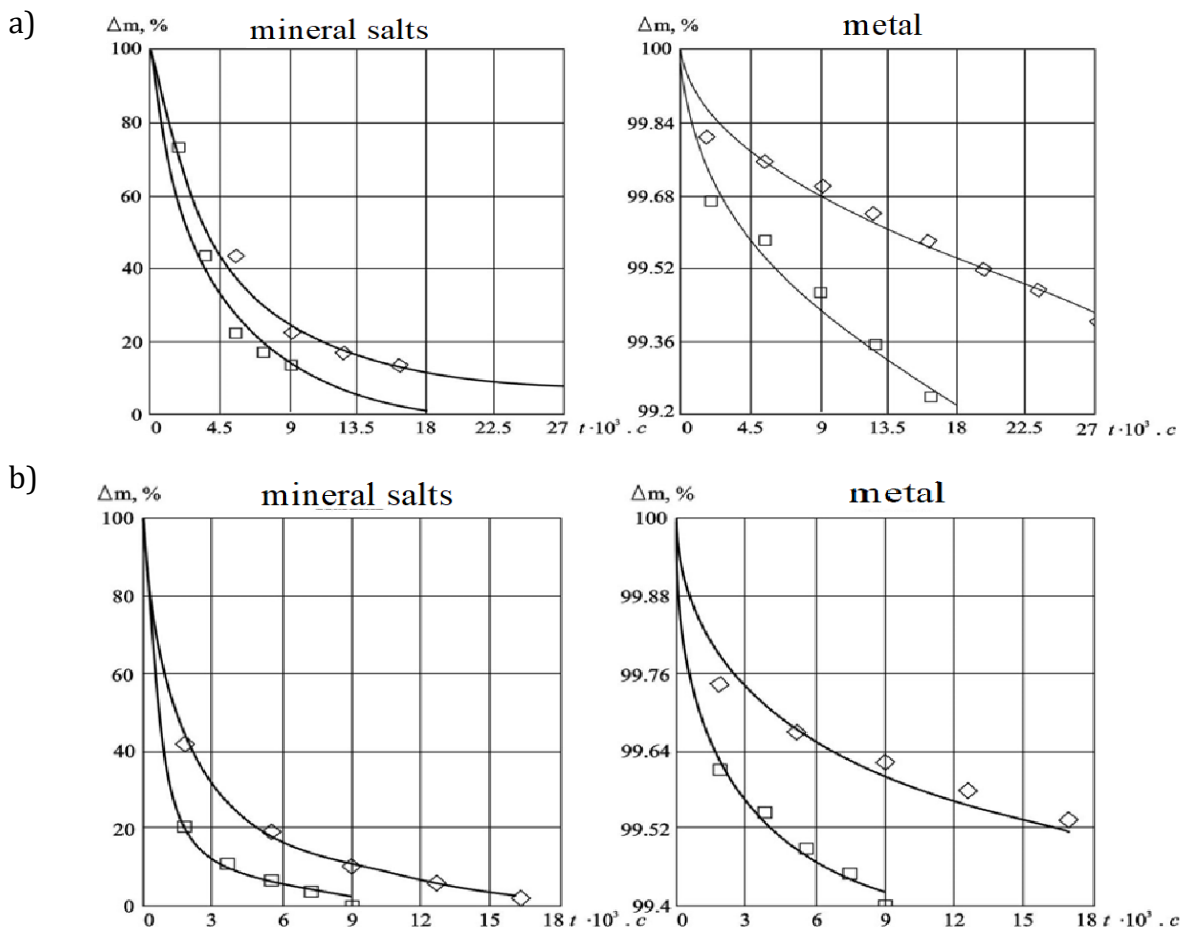 a)
mineral salts
Δm, %
100
80
60
40
20
0
0 4.5 9 13.5 18 22.5 27 t·10³ . c
metal
Δm, %
100
99.84
99.68
99.52
99.36
99.2
0 4.5 9 13.5 18 22.5 27 t·10³ . c
b)
mineral salts
Δm, %
100
80
60
40
20
0
0 3 6 9 12 15 18 t·10³ . c
metal
Δm, %
100
99.88
99.76
99.64
99.52
99.4
0 3 6 9 12 15 18 t·10³ . c